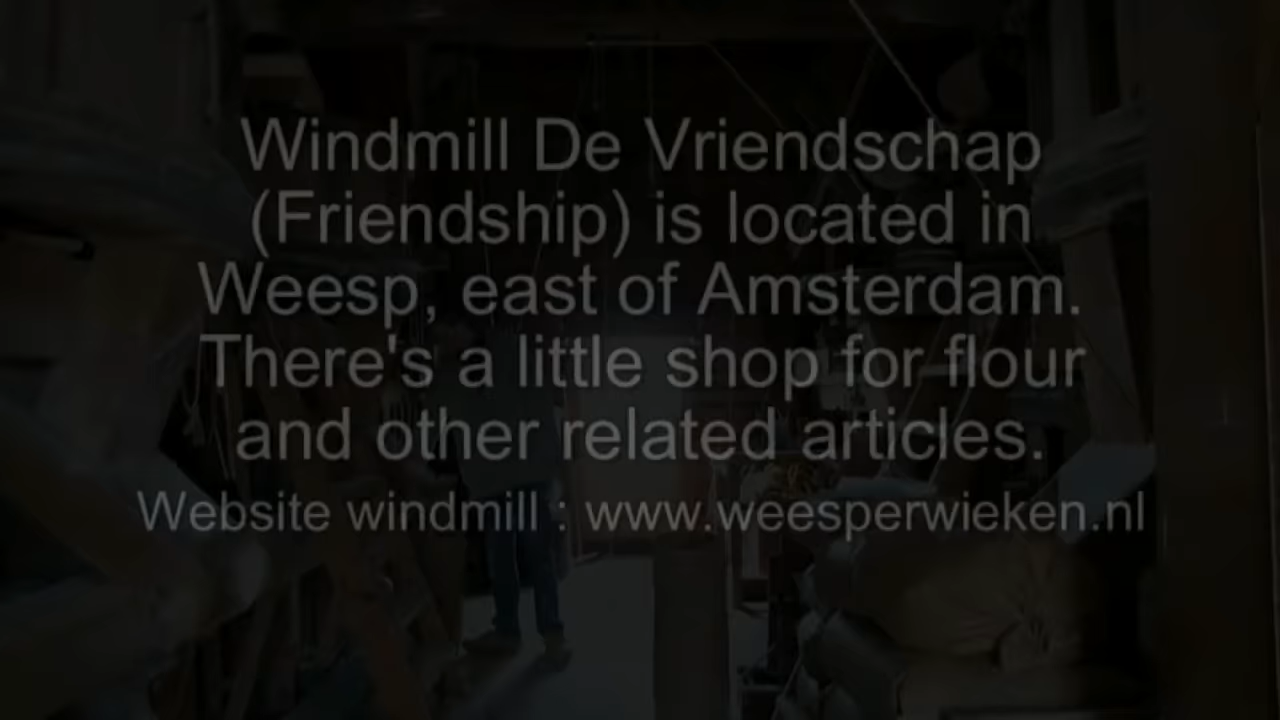 Windmill De Vriendschap
(Friendship) is located in
Weesp, east of Amsterdam.
There's a little shop for flour
and other related articles.
Website windmill : www.weesperwieken.nl